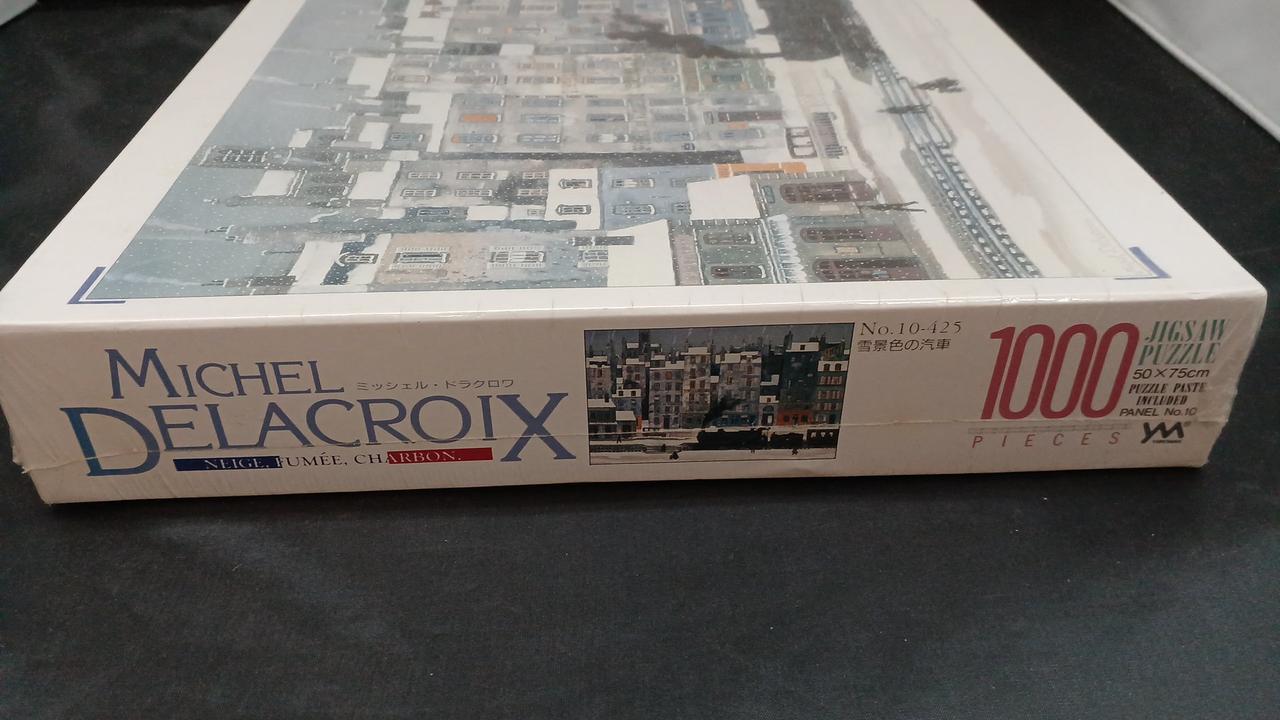 MICHEL
ミッシェル・ドラクロワ
DELACROIX
NEIGE, FUMÉE, CHARBON.
No.10-425
雪景色の汽車
1000
PIECES
JIGSAW
PUZZLE
50×75cm
PUZZLE PASTE
INCLUDED
PANEL No.10